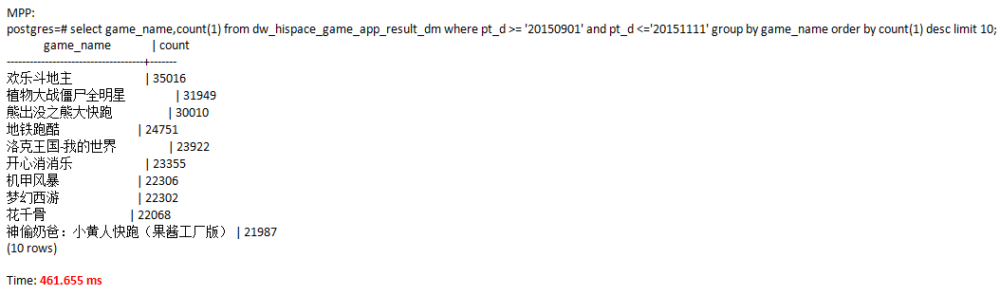 MPP:
postgres=# select game_name,count(1) from dw_hispace_game_app_result_dm where pt_d >= '20150901' and pt_d <='20151111' group by game_name order by count(1) desc limit 10;
game_name | count
-----------------------------------+-------
欢乐斗地主 | 35016
植物大战僵尸全明星 | 31949
熊出没之熊大快跑 | 30010
地铁跑酷 | 24751
洛克王国-我的世界 | 23922
开心消消乐 | 23355
机甲风暴 | 22306
梦幻西游 | 22302
花千骨 | 22068
神偷奶爸：小黄人快跑（果酱工厂版） | 21987
(10 rows)
Time: 461.655 ms